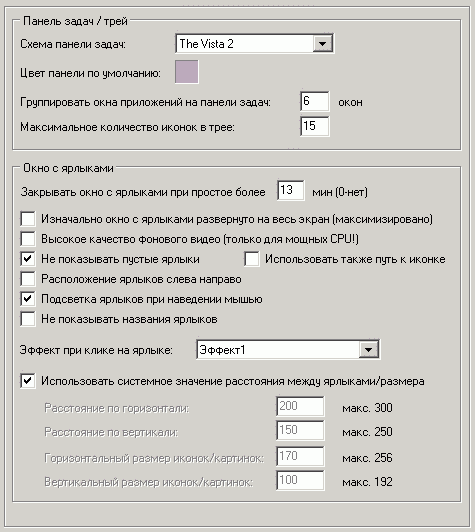 Панель задач / трей
Схема панели задач: The Vista 2
Цвет панели по умолчанию:
Группировать окна приложений на панели задач: 6 окон
Максимальное количество иконок в трее: 15
Окно с ярлыками
Закрывать окно с ярлыками при простое более 13 мин (0-нет)
Изначально окно с ярлыками развернуто на весь экран (максимизировано)
Высокое качество фонового видео (только для мощных CPU!)
Не показывать пустые ярлыки Использовать также путь к иконке
Расположение ярлыков слева направо
Подсветка ярлыков при наведении мышью
Не показывать названия ярлыков
Эффект при клике на ярлыке: Эффект1
Использовать системное значение расстояния между ярлыками/размера
Расстояние по горизонтали: 200 макс. 300
Расстояние по вертикали: 150 макс. 250
Горизонтальный размер иконок/картинок: 170 макс. 256
Вертикальный размер иконок/картинок: 100 макс. 192